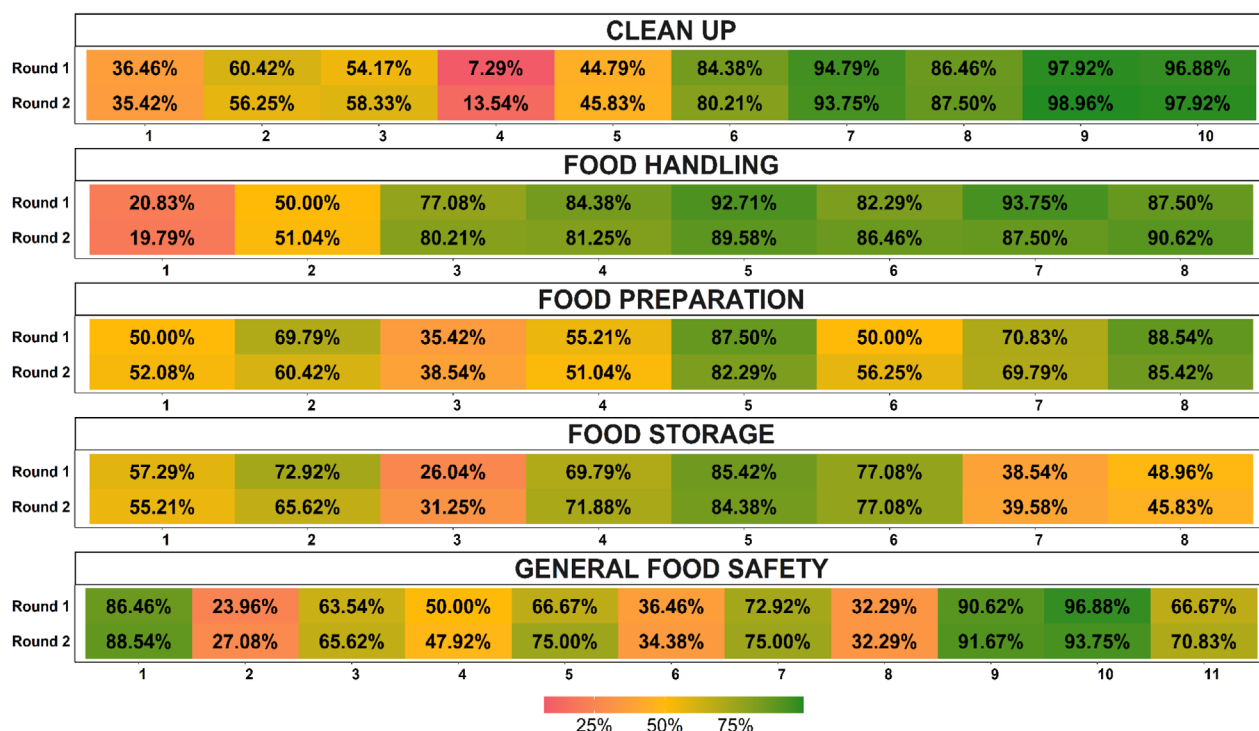 CLEAN UP
Round 1 36.46% 60.42% 54.17% 7.29% 44.79% 84.38% 94.79% 86.46% 97.92% 96.88%
Round 2 35.42% 56.25% 58.33% 13.54% 45.83% 80.21% 93.75% 87.50% 98.96% 97.92%
1 2 3 4 5 6 7 8 9 10
FOOD HANDLING
Round 1 20.83% 50.00% 77.08% 84.38% 92.71% 82.29% 93.75% 87.50%
Round 2 19.79% 51.04% 80.21% 81.25% 89.58% 86.46% 87.50% 90.62%
1 2 3 4 5 6 7 8
FOOD PREPARATION
Round 1 50.00% 69.79% 35.42% 55.21% 87.50% 50.00% 70.83% 88.54%
Round 2 52.08% 60.42% 38.54% 51.04% 82.29% 56.25% 69.79% 85.42%
1 2 3 4 5 6 7 8
FOOD STORAGE
Round 1 57.29% 72.92% 26.04% 69.79% 85.42% 77.08% 38.54% 48.96%
Round 2 55.21% 65.62% 31.25% 71.88% 84.38% 77.08% 39.58% 45.83%
1 2 3 4 5 6 7 8
GENERAL FOOD SAFETY
Round 1 86.46% 23.96% 63.54% 50.00% 66.67% 36.46% 72.92% 32.29% 90.62% 96.88% 66.67%
Round 2 88.54% 27.08% 65.62% 47.92% 75.00% 34.38% 75.00% 32.29% 91.67% 93.75% 70.83%
1 2 3 4 5 6 7 8 9 10 11
25% 50% 75%